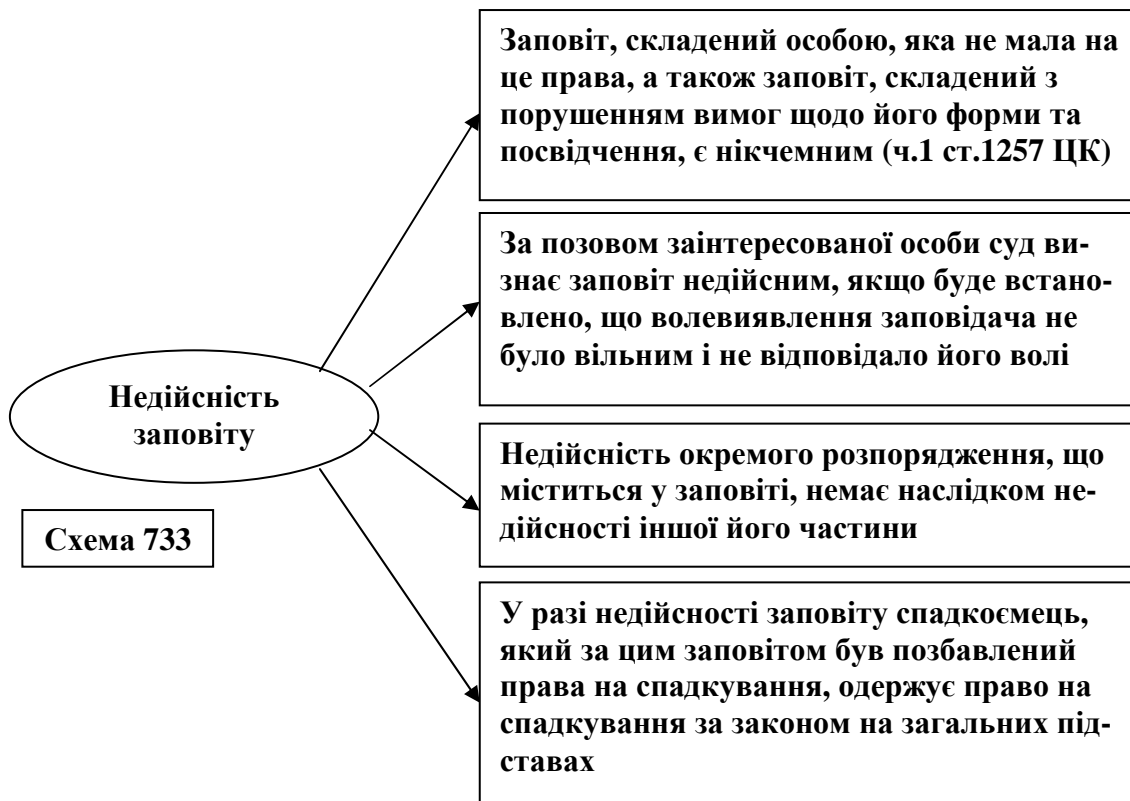 Заповіт, складений особою, яка не мала на
це права, а також заповіт, складений з
порушенням вимог щодо його форми та
посвідчення, є нікчемним (ч.1 ст.1257 ЦК)
За позовом заінтересованої особи суд ви-
знає заповіт недійсним, якщо буде встано-
влено, що волевиявлення заповідача не
було вільним і не відповідало його волі
Недійсність
заповіту
Недійсність окремого розпорядження, що
міститься у заповіті, немає наслідком не-
дійсності іншої його частини
Схема 733
У разі недійсності заповіту спадкоємець,
який за цим заповітом був позбавлений
права на спадкування, одержує право на
спадкування за законом на загальних під-
ставах